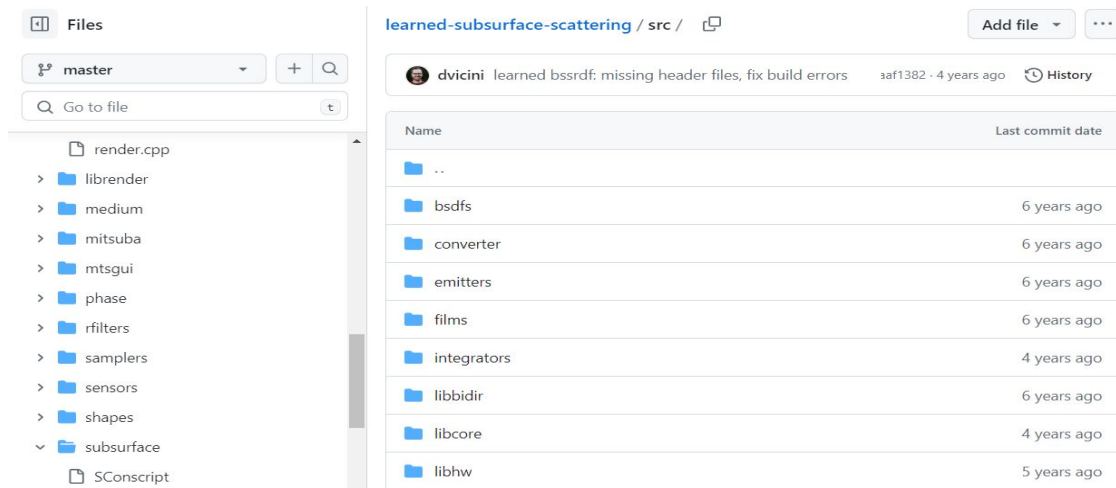 Files
master
Go to file
t
render.cpp
librender
medium
mitsuba
mtsgui
phase
rfilters
samplers
sensors
shapes
subsurface
SConscript
learned-subsurface-scattering / src /
Add file
dvicini learned bssrdf: missing header files, fix build errors aaf1382 · 4 years ago History
Name Last commit date
..
bsdfs 6 years ago
converter 6 years ago
emitters 6 years ago
films 6 years ago
integrators 4 years ago
libbidir 6 years ago
libcore 4 years ago
libhw 5 years ago